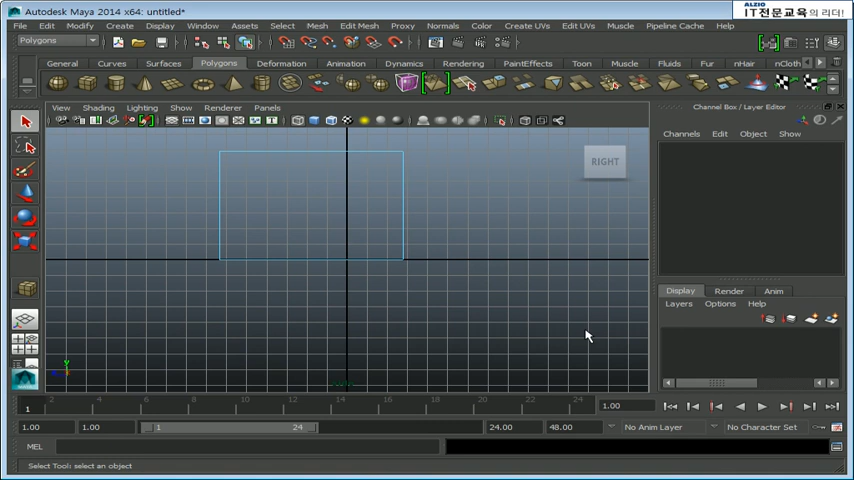 Autodesk Maya 2014 x64: untitled*
ALZIO
IT전문교육의 리더!
File Edit Modify Create Display Window Assets Select Mesh Edit Mesh Proxy Normals Color Create UVs Edit UVs Muscle Pipeline Cache Help
Polygons
General Curves Surfaces Polygons Deformation Animation Dynamics Rendering PaintEffects Toon Muscle Fluids Fur nHair nCloth
View Shading Lighting Show Renderer Panels
Channel Box / Layer Editor
Channels Edit Object Show
RIGHT
Display Render Anim
Layers Options Help
y
2 4 6 8 10 12 14 16 18 20 22 24
1
1.00
1.00 1.00 1 24 24.00 48.00 No Anim Layer No Character Set
MEL
Select Tool: select an object